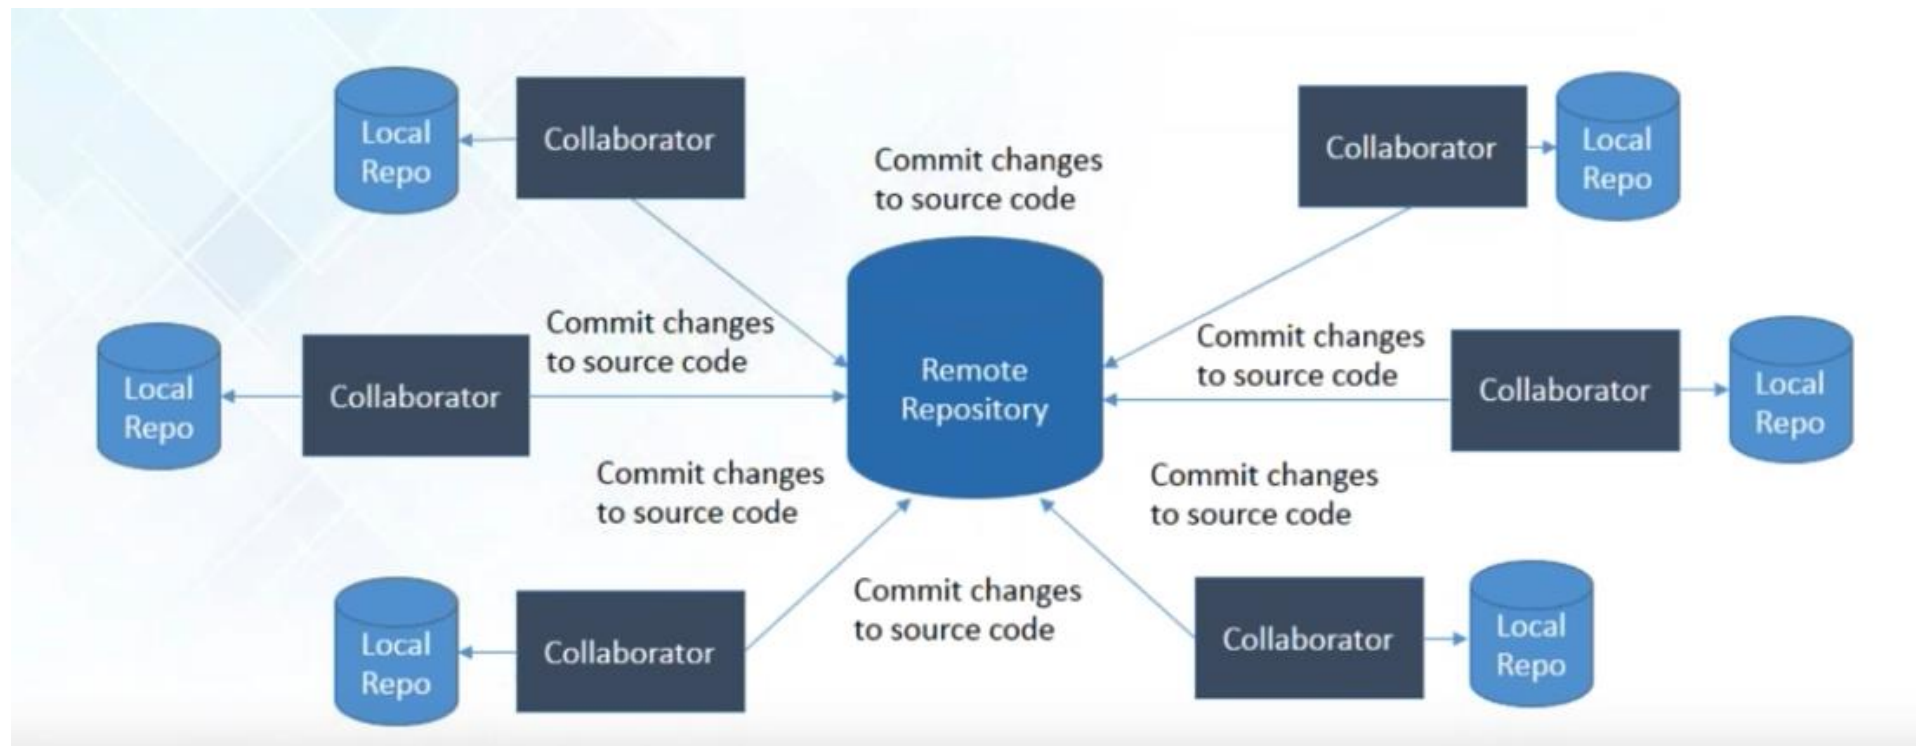 Local
Repo
Collaborator
Commit changes
to source code
Collaborator
Local
Repo
Local
Repo
Collaborator
Commit changes
to source code
Remote
Repository
Commit changes
to source code
Collaborator
Local
Repo
Commit changes
to source code
Commit changes
to source code
Local
Repo
Collaborator
Commit changes
to source code
Collaborator
Local
Repo